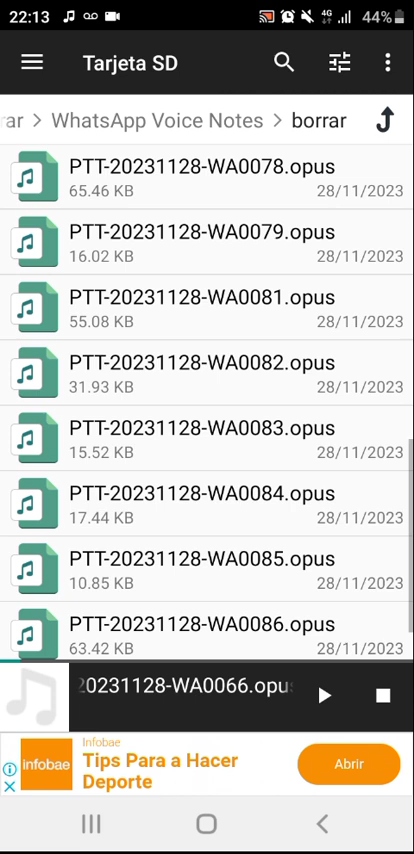 22:13
4G
44%
Tarjeta SD
ar > WhatsApp Voice Notes > borrar
PTT-20231128-WA0078.opus
65.46 KB 28/11/2023
PTT-20231128-WA0079.opus
16.02 KB 28/11/2023
PTT-20231128-WA0081.opus
55.08 KB 28/11/2023
PTT-20231128-WA0082.opus
31.93 KB 28/11/2023
PTT-20231128-WA0083.opus
15.52 KB 28/11/2023
PTT-20231128-WA0084.opus
17.44 KB 28/11/2023
PTT-20231128-WA0085.opus
10.85 KB 28/11/2023
PTT-20231128-WA0086.opus
63.42 KB 28/11/2023
20231128-WA0066.opu
infobae
Infobae
Tips Para a Hacer
Deporte
Abrir